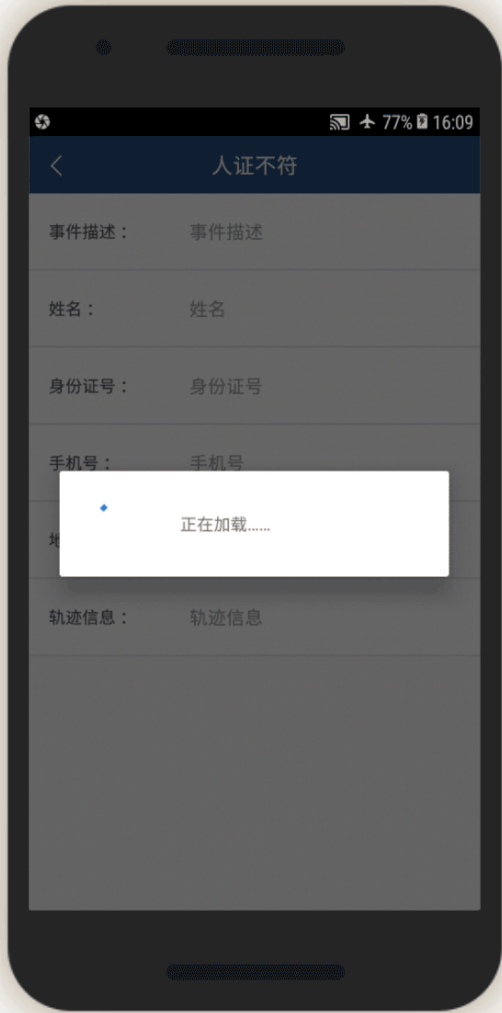 77% 16:09
人证不符
事件描述： 事件描述
姓名： 姓名
身份证号： 身份证号
手机号： 手机号
正在加载......
地
轨迹信息： 轨迹信息